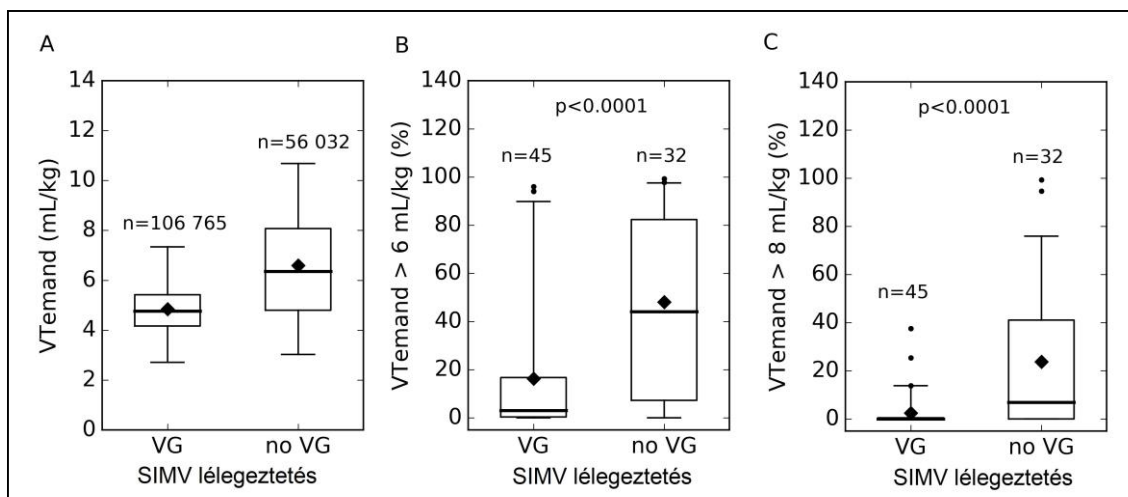 A
VTemand (mL/kg)
14
12
10
8
6
4
2
0
n=106 765
n=56 032
VG
no VG
SIMV lélegeztetés
B
VTemand > 6 mL/kg (%)
140
120
100
80
60
40
20
0
p<0.0001
n=45
n=32
VG
no VG
SIMV lélegeztetés
C
VTemand > 8 mL/kg (%)
140
120
100
80
60
40
20
0
p<0.0001
n=45
n=32
VG
no VG
SIMV lélegeztetés